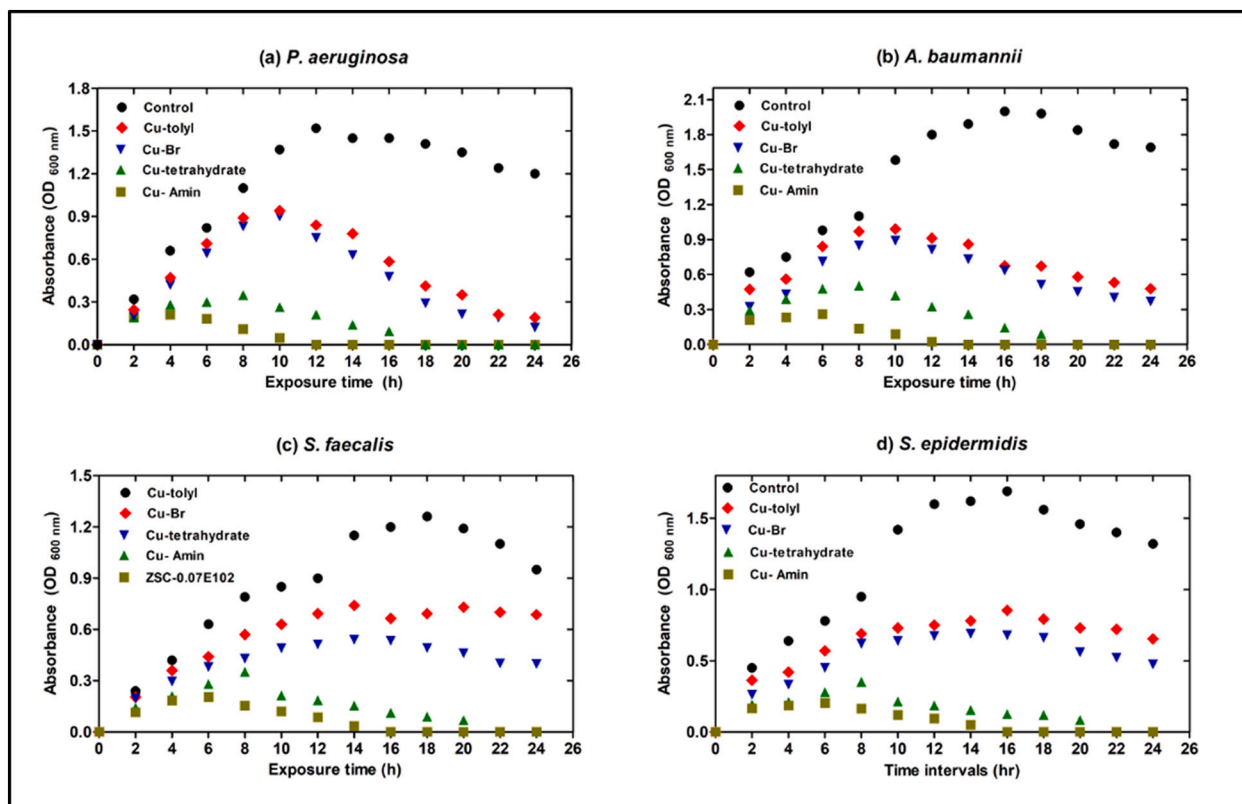 (a) P. aeruginosa
1.8
1.5
1.2
0.9
0.6
0.3
0.0
Absorbance (OD 600 nm)
Control
Cu-tolyl
Cu-Br
Cu-tetrahydrate
Cu- Amin
0 2 4 6 8 10 12 14 16 18 20 22 24 26
Exposure time (h)
(b) A. baumannii
2.1
1.8
1.5
1.2
0.9
0.6
0.3
0.0
Absorbance (OD 600 nm)
Control
Cu-tolyl
Cu-Br
Cu-tetrahydrate
Cu- Amin
0 2 4 6 8 10 12 14 16 18 20 22 24 26
Exposure time (h)
(c) S. faecalis
1.5
1.2
0.9
0.6
0.3
0.0
Absorbance (OD 600 nm)
Cu-tolyl
Cu-Br
Cu-tetrahydrate
Cu- Amin
ZSC-0.07E102
0 2 4 6 8 10 12 14 16 18 20 22 24 26
Exposure time (h)
d) S. epidermidis
1.5
1.0
0.5
0.0
Absorbance (OD 600 nm)
Control
Cu-tolyl
Cu-Br
Cu-tetrahydrate
Cu- Amin
0 2 4 6 8 10 12 14 16 18 20 22 24 26
Time intervals (hr)